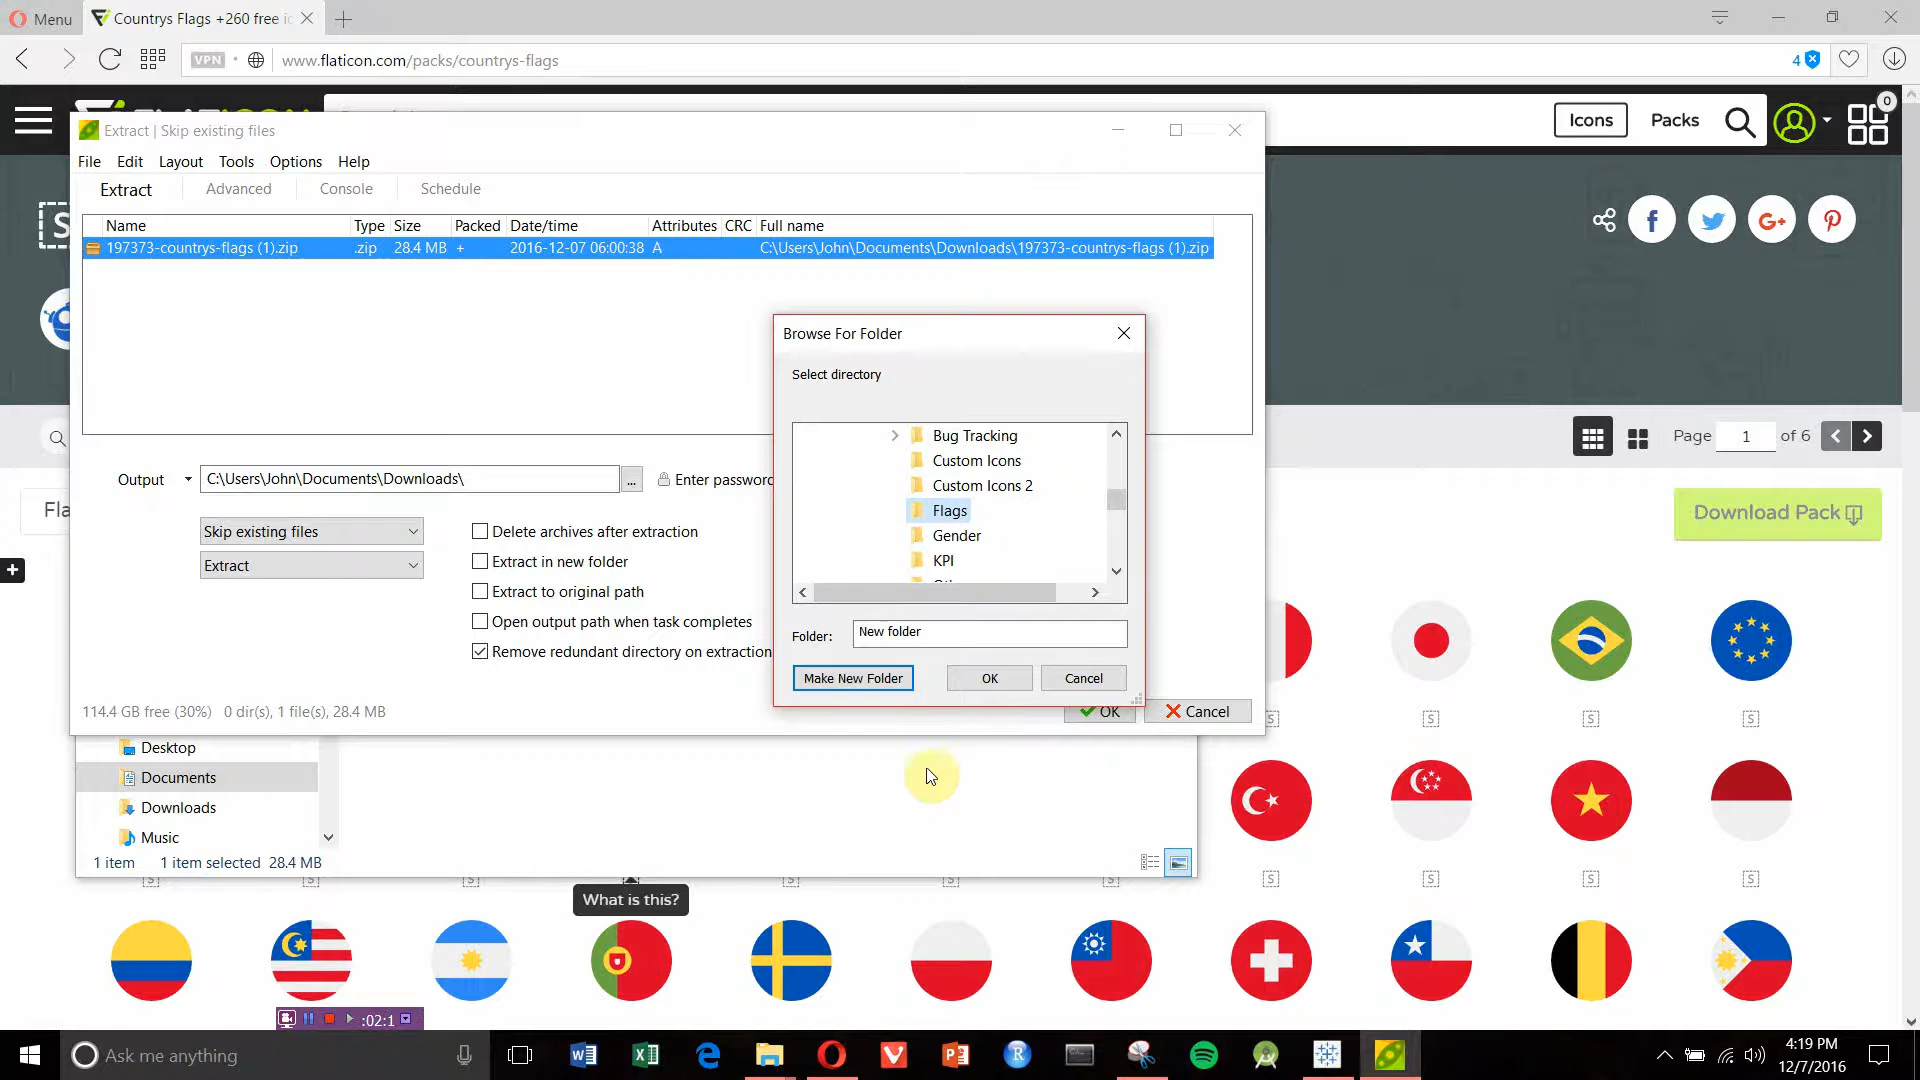 Menu
Countrys Flags +260 free ic
VPN
www.flaticon.com/packs/countrys-flags
4
0
Icons
Packs
Extract | Skip existing files
File Edit Layout Tools Options Help
Extract Advanced Console Schedule
Name Type Size Packed Date/time Attributes CRC Full name
197373-countrys-flags (1).zip .zip 28.4 MB + 2016-12-07 06:00:38 A C:\Users\John\Documents\Downloads\197373-countrys-flags (1).zip
Browse For Folder
Select directory
Bug Tracking
Custom Icons
Custom Icons 2
Flags
Gender
KPI
Folder: New folder
Make New Folder OK Cancel
Output C:\Users\John\Documents\Downloads\ ... Enter password
Skip existing files
Extract
Delete archives after extraction
Extract in new folder
Extract to original path
Open output path when task completes
Remove redundant directory on extraction
114.4 GB free (30%) 0 dir(s), 1 file(s), 28.4 MB
OK Cancel
Page 1 of 6
Fla
Download Pack
Desktop
Documents
Downloads
Music
1 item 1 item selected 28.4 MB
S S S S
S S S S
What is this?
:02:1
Ask me anything
4:19 PM
12/7/2016